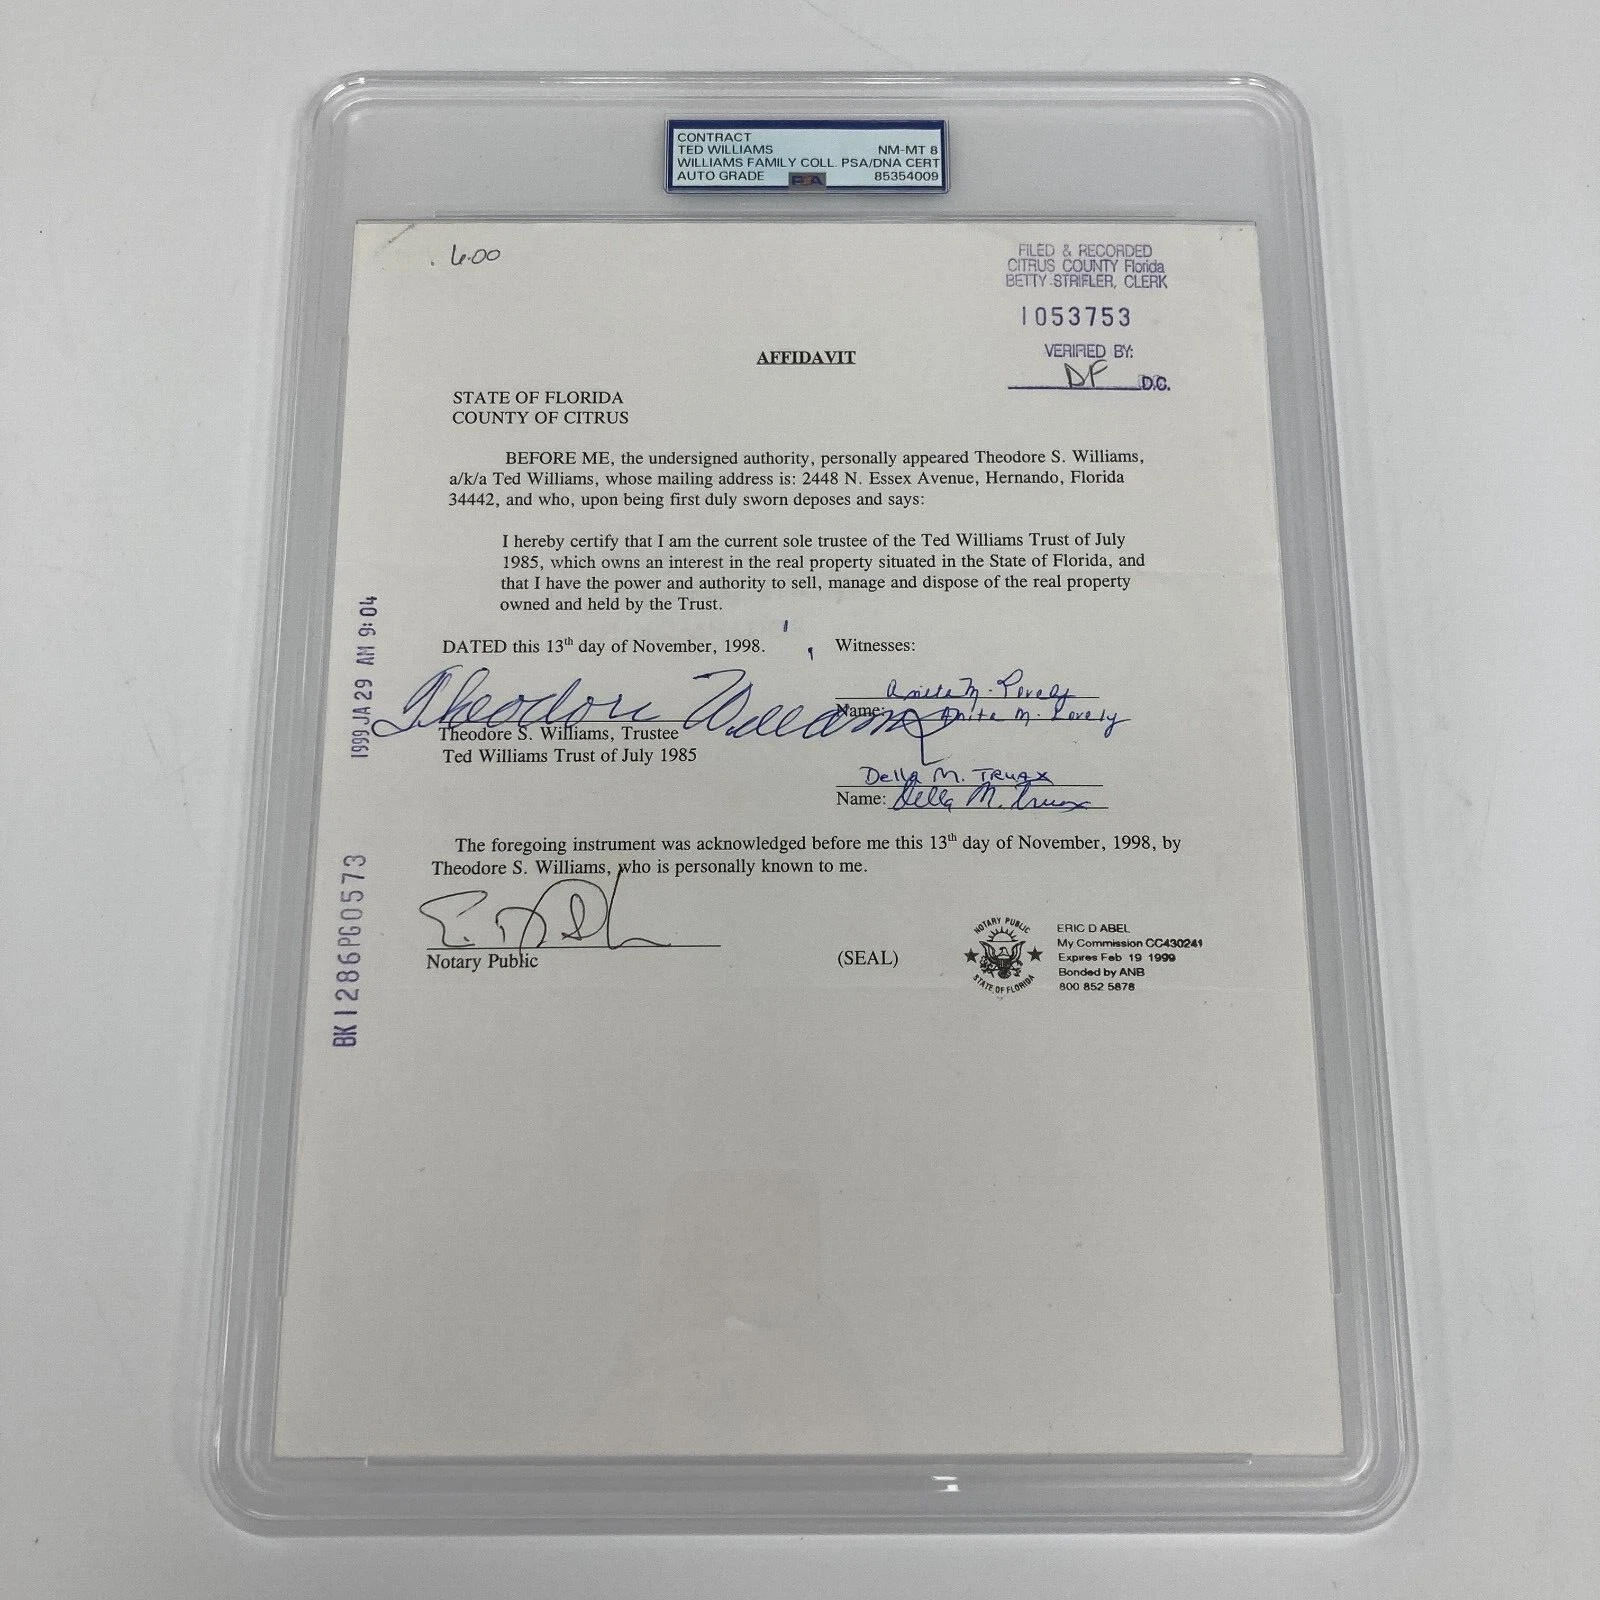 CONTRACT
TED WILLIAMS NM-MT 8
WILLIAMS FAMILY COLL. PSA/DNA CERT
AUTO GRADE PSA 85354009
. 6.00
FILED & RECORDED
CITRUS COUNTY Florida
BETTY STRIFLER, CLERK
1053753
VERIFIED BY:
DF D.C.
AFFIDAVIT
STATE OF FLORIDA
COUNTY OF CITRUS
BEFORE ME, the undersigned authority, personally appeared Theodore S. Williams,
a/k/a Ted Williams, whose mailing address is: 2448 N. Essex Avenue, Hernando, Florida
34442, and who, upon being first duly sworn deposes and says:
I hereby certify that I am the current sole trustee of the Ted Williams Trust of July
1985, which owns an interest in the real property situated in the State of Florida, and
that I have the power and authority to sell, manage and dispose of the real property
owned and held by the Trust.
DATED this 13th day of November, 1998.
Witnesses:
Theodore Williams
Theodore S. Williams, Trustee
Ted Williams Trust of July 1985
Anita M. Lovely
Name: Anita M. Lovely
Della M. Truax
Name: Della M. Truax
The foregoing instrument was acknowledged before me this 13th day of November, 1998, by
Theodore S. Williams, who is personally known to me.
Notary Public
(SEAL)
NOTARY PUBLIC
STATE OF FLORIDA
ERIC D ABEL
My Commission CC430241
Expires Feb 19 1999
Bonded by ANB
800 852 5878
1999 JA 29 AM 9:04
BK1286PG0573